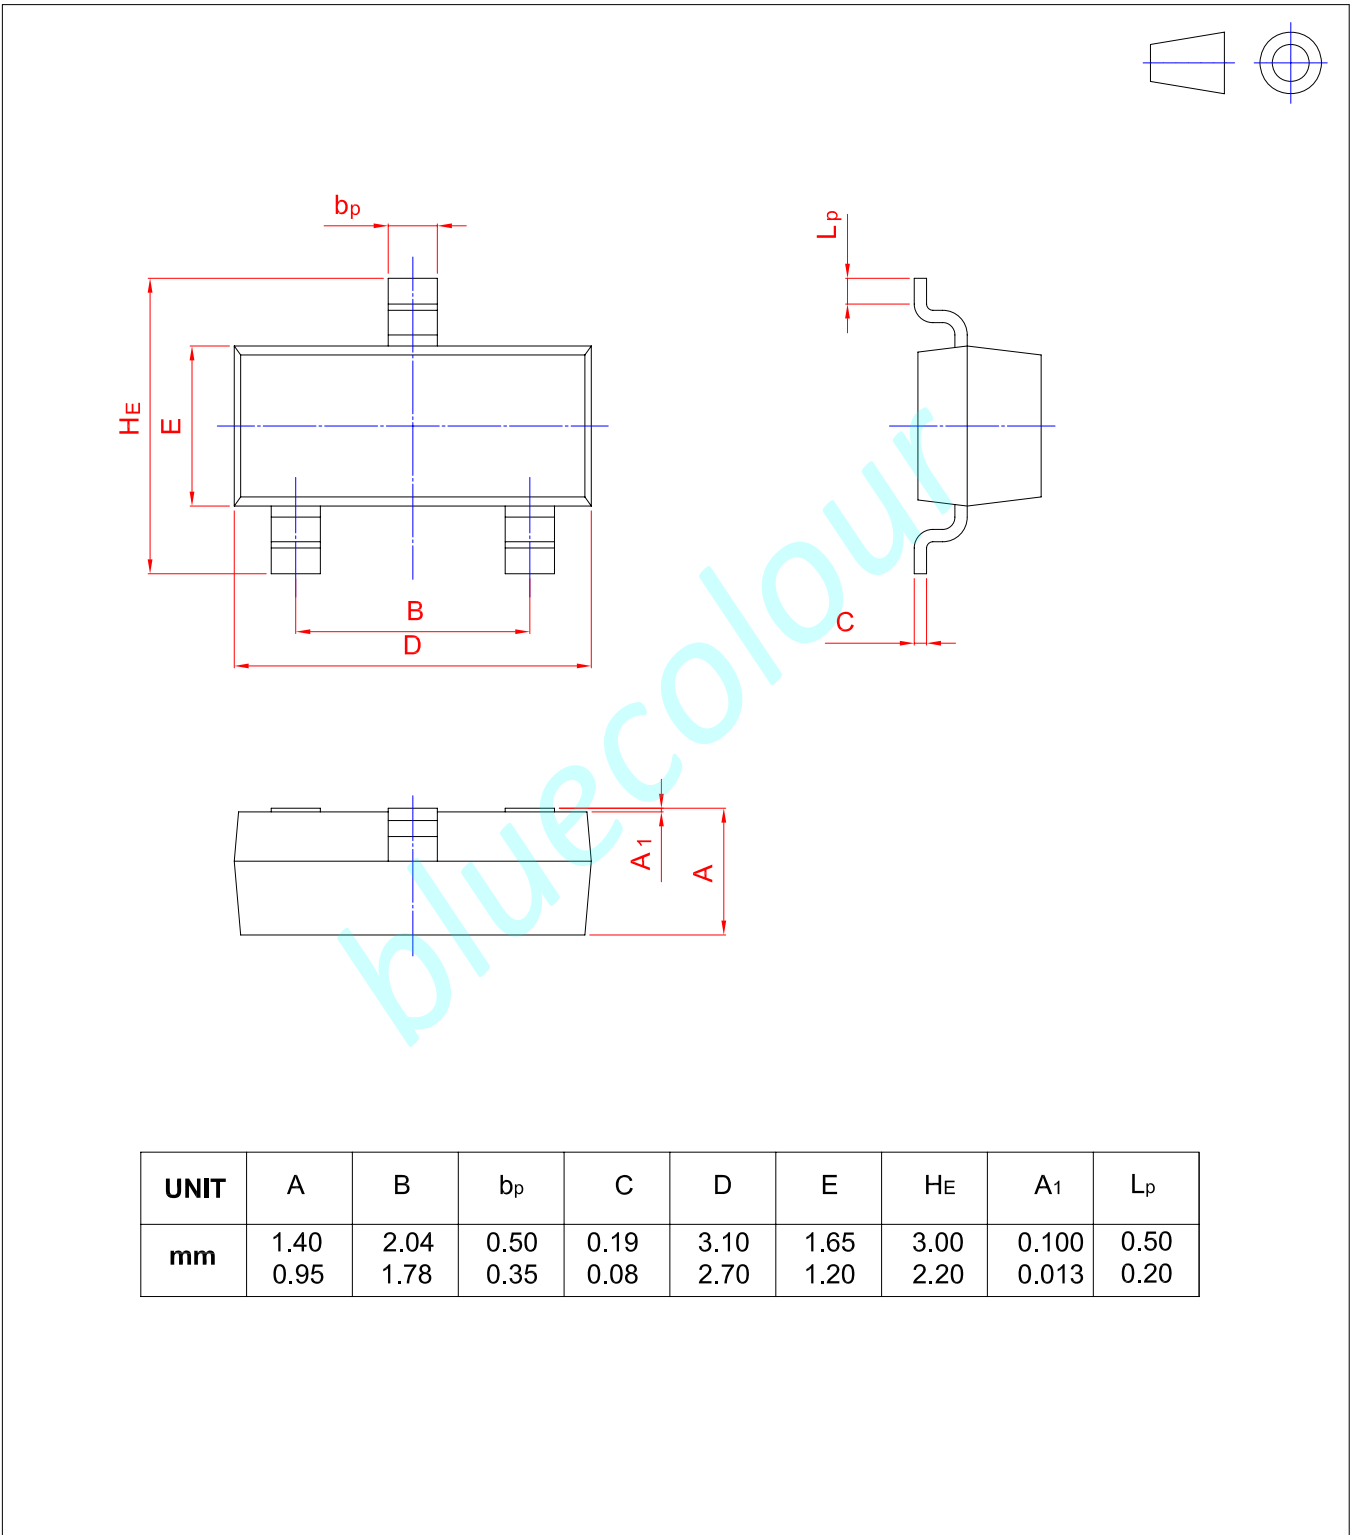 bp
Lp
HE
E
B
D
C
A1
A
bluecolour
UNIT A B bp C D E HE A1 Lp
mm 1.40 2.04 0.50 0.19 3.10 1.65 3.00 0.100 0.50
0.95 1.78 0.35 0.08 2.70 1.20 2.20 0.013 0.20